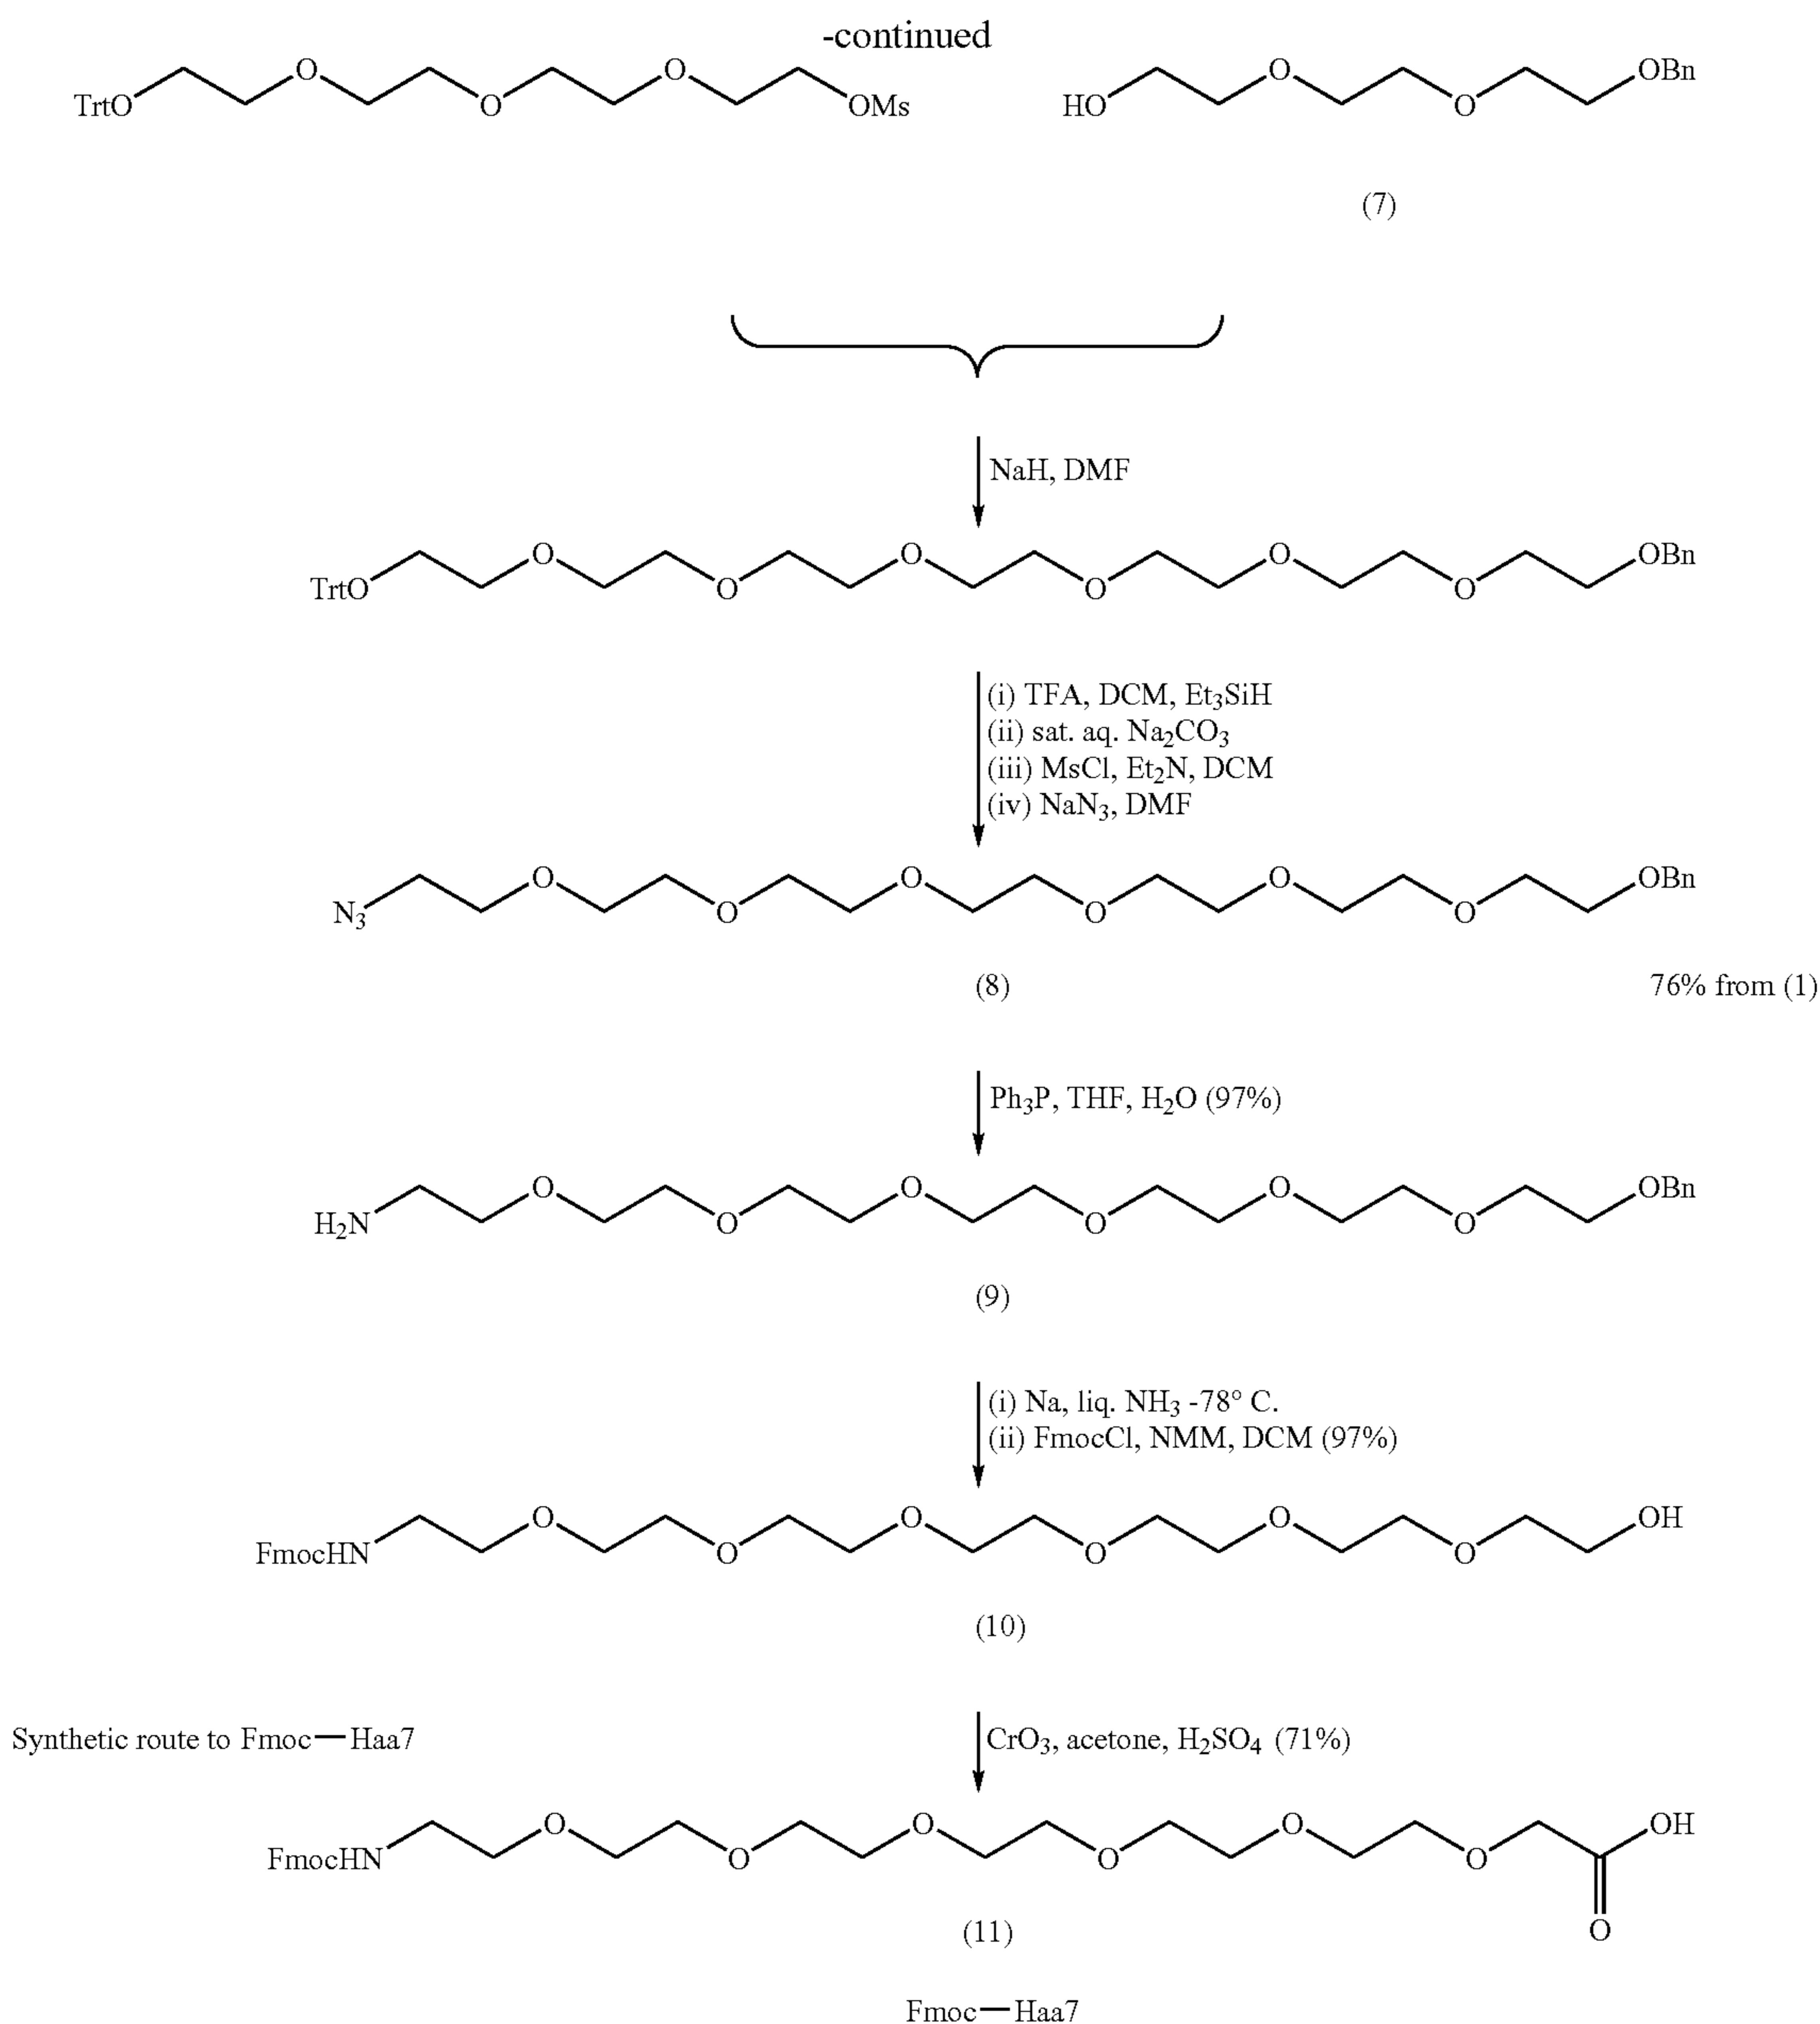 -continued
TrtO O O O OMs
HO O O OBn
(7)
NaH, DMF
TrtO O O O O O O OBn
(i) TFA, DCM, Et₃SiH
(ii) sat. aq. Na₂CO₃
(iii) MsCl, Et₂N, DCM
(iv) NaN₃, DMF
N₃ O O O O O O OBn
(8)
76% from (1)
Ph₃P, THF, H₂O (97%)
H₂N O O O O O O OBn
(9)
(i) Na, liq. NH₃ -78° C.
(ii) FmocCl, NMM, DCM (97%)
FmocHN O O O O O O OH
(10)
Synthetic route to Fmoc—Haa7
CrO₃, acetone, H₂SO₄ (71%)
FmocHN O O O O O O OH
O
(11)
Fmoc—Haa7